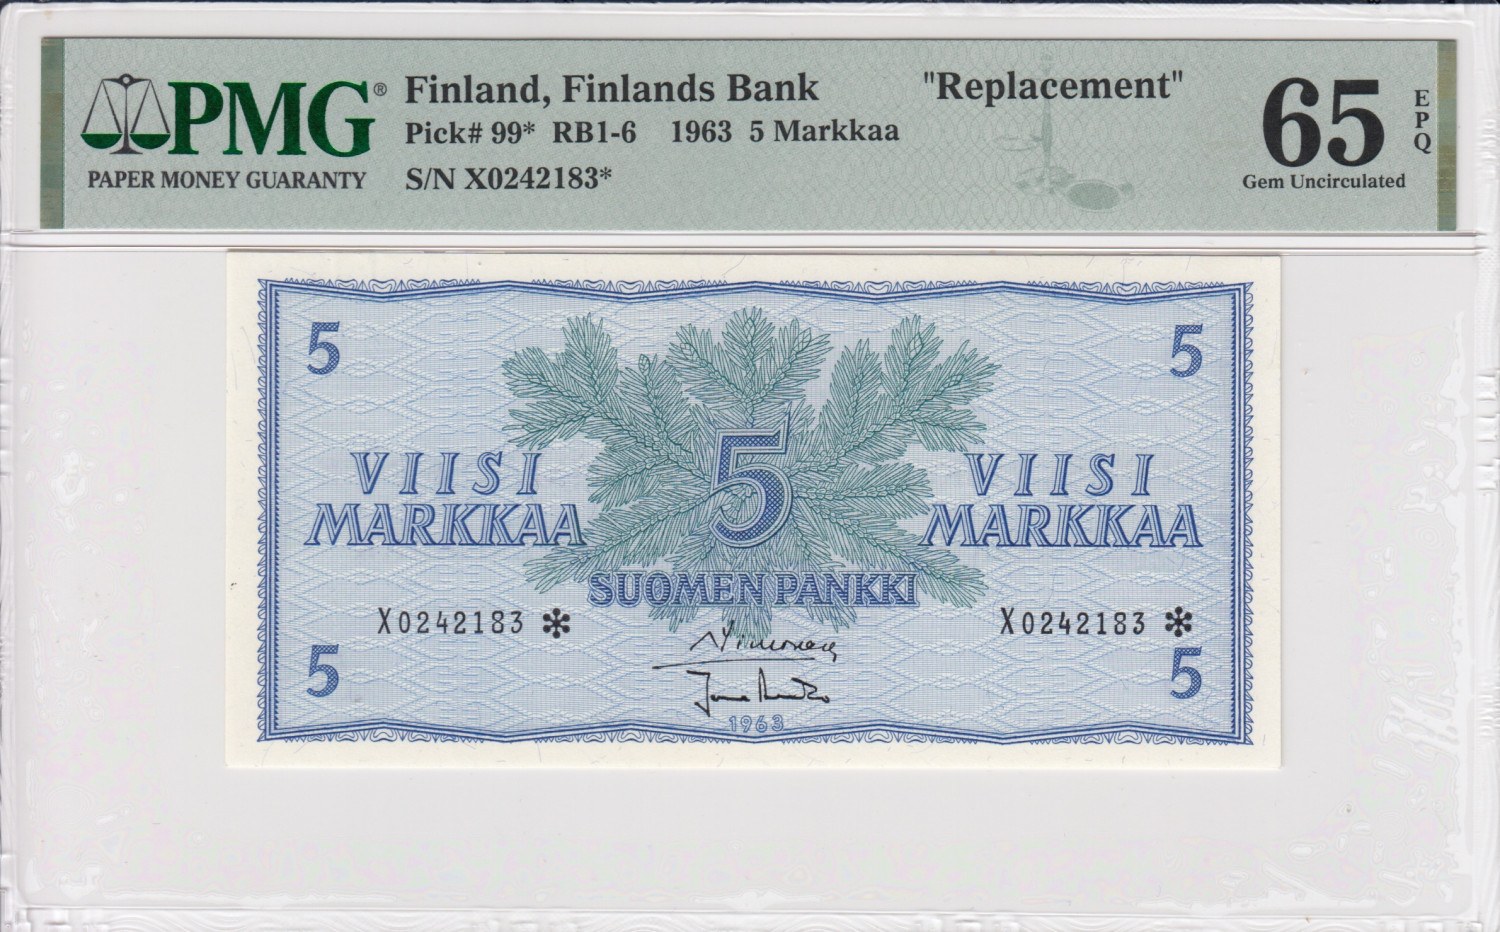 PMG®
PAPER MONEY GUARANTY
Finland, Finlands Bank
"Replacement"
Pick# 99* RB1-6 1963 5 Markkaa
S/N X0242183*
65
EPQ
Gem Uncirculated
5
5
VIISI
MARKKAA
5
VIISI
MARKKAA
SUOMEN PANKKI
X0242183 *
X0242183 *
5
5
1963